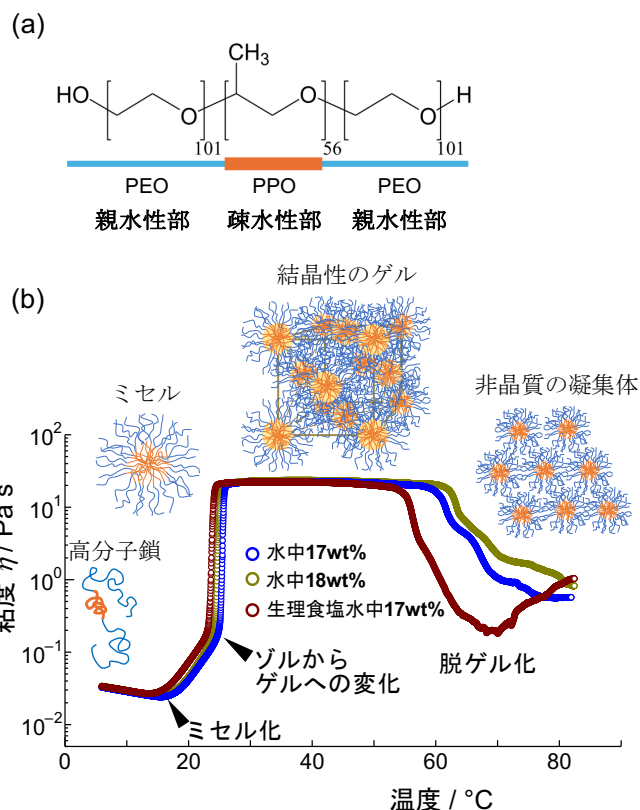 (a)
CH3
HO
O
O
O
H
101
56
101
PEO
PPO
PEO
親水性部
疎水性部
親水性部
結晶性のゲル
(b)
ミセル
非晶質の凝集体
高分子鎖
粘度 η / Pa s
10²
10¹
10⁰
10⁻¹
10⁻²
水中17wt%
水中18wt%
生理食塩水中17wt%
ゾルから
ゲルへの変化
脱ゲル化
ミセル化
0
20
40
60
80
温度 / °C